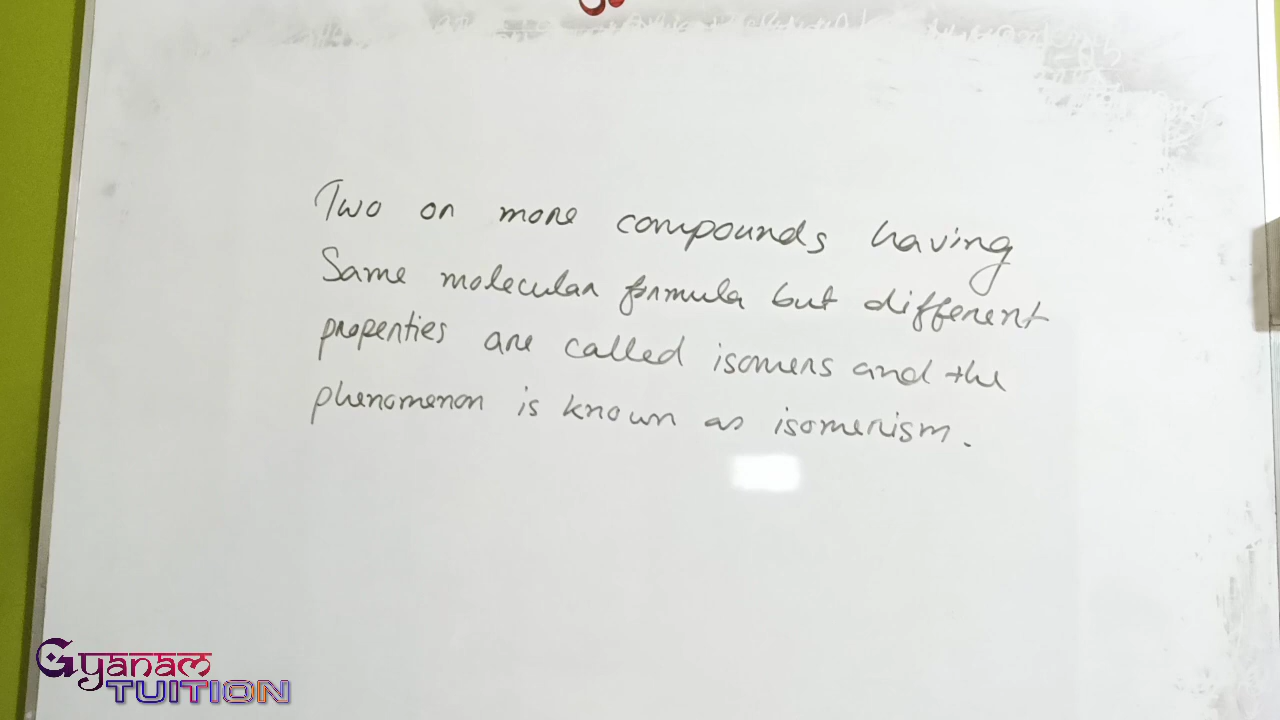 Two or more compounds having
Same molecular formula but different
properties are called isomers and the
phenomenon is known as isomerism.
Gyanam
TUITION